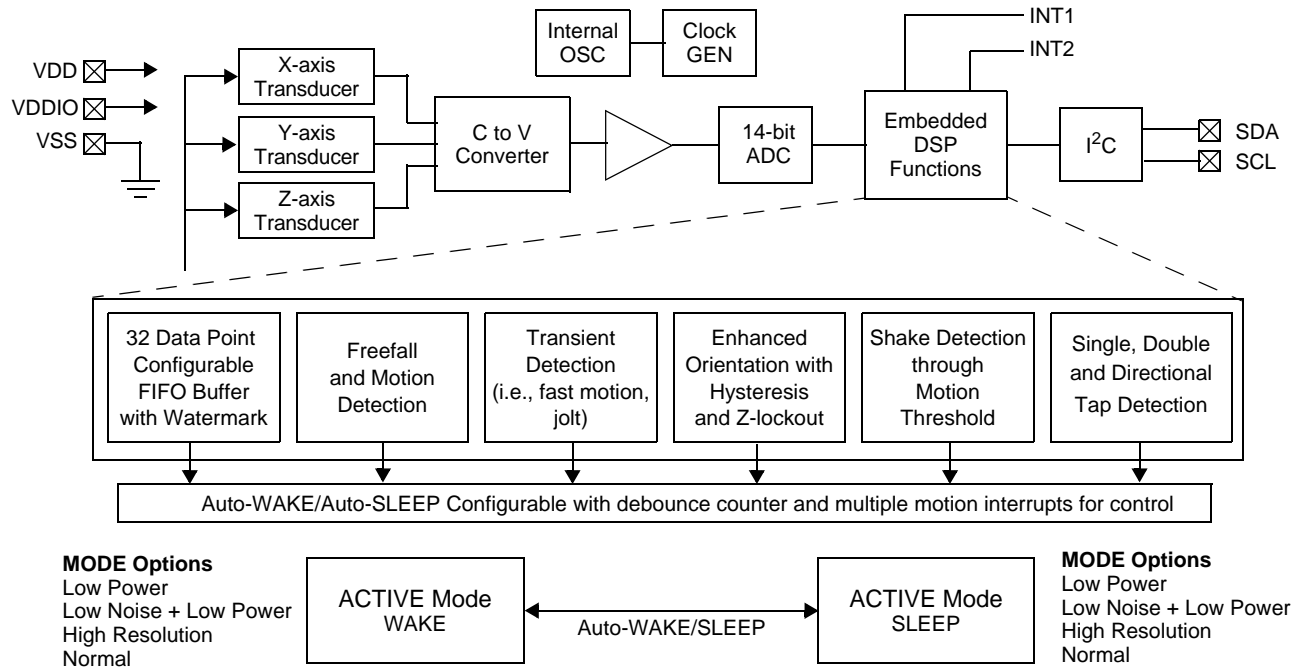 INT1
INT2
Internal
OSC
Clock
GEN
VDD
VDDIO
VSS
X-axis
Transducer
Y-axis
Transducer
Z-axis
Transducer
C to V
Converter
14-bit
ADC
Embedded
DSP
Functions
I²C
SDA
SCL
32 Data Point
Configurable
FIFO Buffer
with Watermark
Freefall
and Motion
Detection
Transient
Detection
(i.e., fast motion,
jolt)
Enhanced
Orientation with
Hysteresis
and Z-lockout
Shake Detection
through
Motion
Threshold
Single, Double
and Directional
Tap Detection
Auto-WAKE/Auto-SLEEP Configurable with debounce counter and multiple motion interrupts for control
MODE Options
Low Power
Low Noise + Low Power
High Resolution
Normal
ACTIVE Mode
WAKE
Auto-WAKE/SLEEP
ACTIVE Mode
SLEEP
MODE Options
Low Power
Low Noise + Low Power
High Resolution
Normal